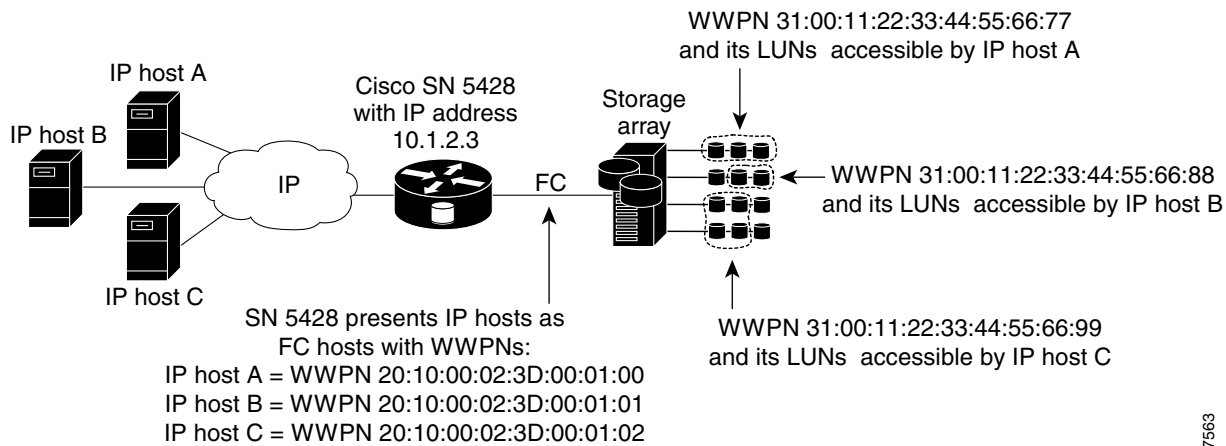 WWPN 31:00:11:22:33:44:55:66:77
and its LUNs accessible by IP host A
IP host A
Cisco SN 5428
with IP address
10.1.2.3
Storage
array
IP host B
IP
FC
WWPN 31:00:11:22:33:44:55:66:88
and its LUNs accessible by IP host B
IP host C
SN 5428 presents IP hosts as
FC hosts with WWPNs:
IP host A = WWPN 20:10:00:02:3D:00:01:00
IP host B = WWPN 20:10:00:02:3D:00:01:01
IP host C = WWPN 20:10:00:02:3D:00:01:02
WWPN 31:00:11:22:33:44:55:66:99
and its LUNs accessible by IP host C
7563